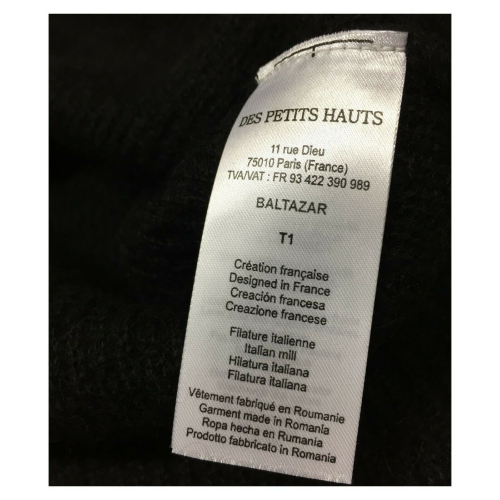 DES PETITS HAUTS
11 rue Dieu
75010 Paris (France)
TVA/VAT : FR 93 422 390 989
BALTAZAR
T1
Création française
Designed in France
Creación francesa
Creazione francese
Filature italienne
Italian mill
Hilatura italiana
Filatura italiana
Vêtement fabriqué en Roumanie
Garment made in Romania
Ropa hecha en Rumania
Prodotto fabbricato in Romania